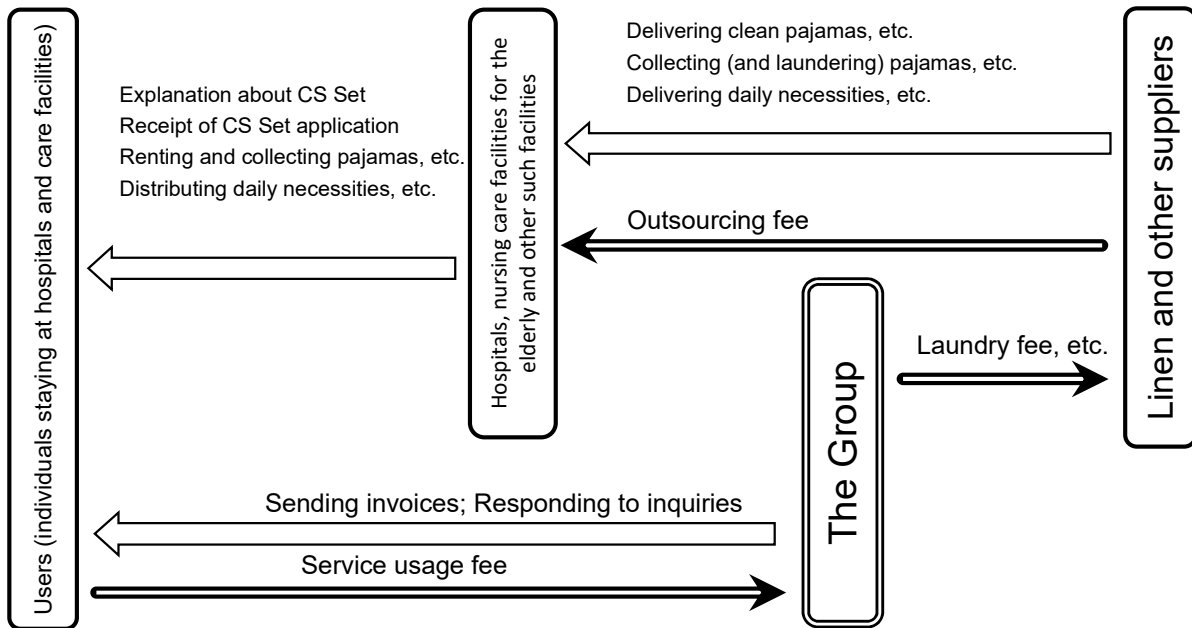 Users (individuals staying at hospitals and care facilities)
Explanation about CS Set
Receipt of CS Set application
Renting and collecting pajamas, etc.
Distributing daily necessities, etc.
Hospitals, nursing care facilities for the
elderly and other such facilities
Delivering clean pajamas, etc.
Collecting (and laundering) pajamas, etc.
Delivering daily necessities, etc.
Outsourcing fee
Linen and other suppliers
Laundry fee, etc.
The Group
Sending invoices; Responding to inquiries
Service usage fee